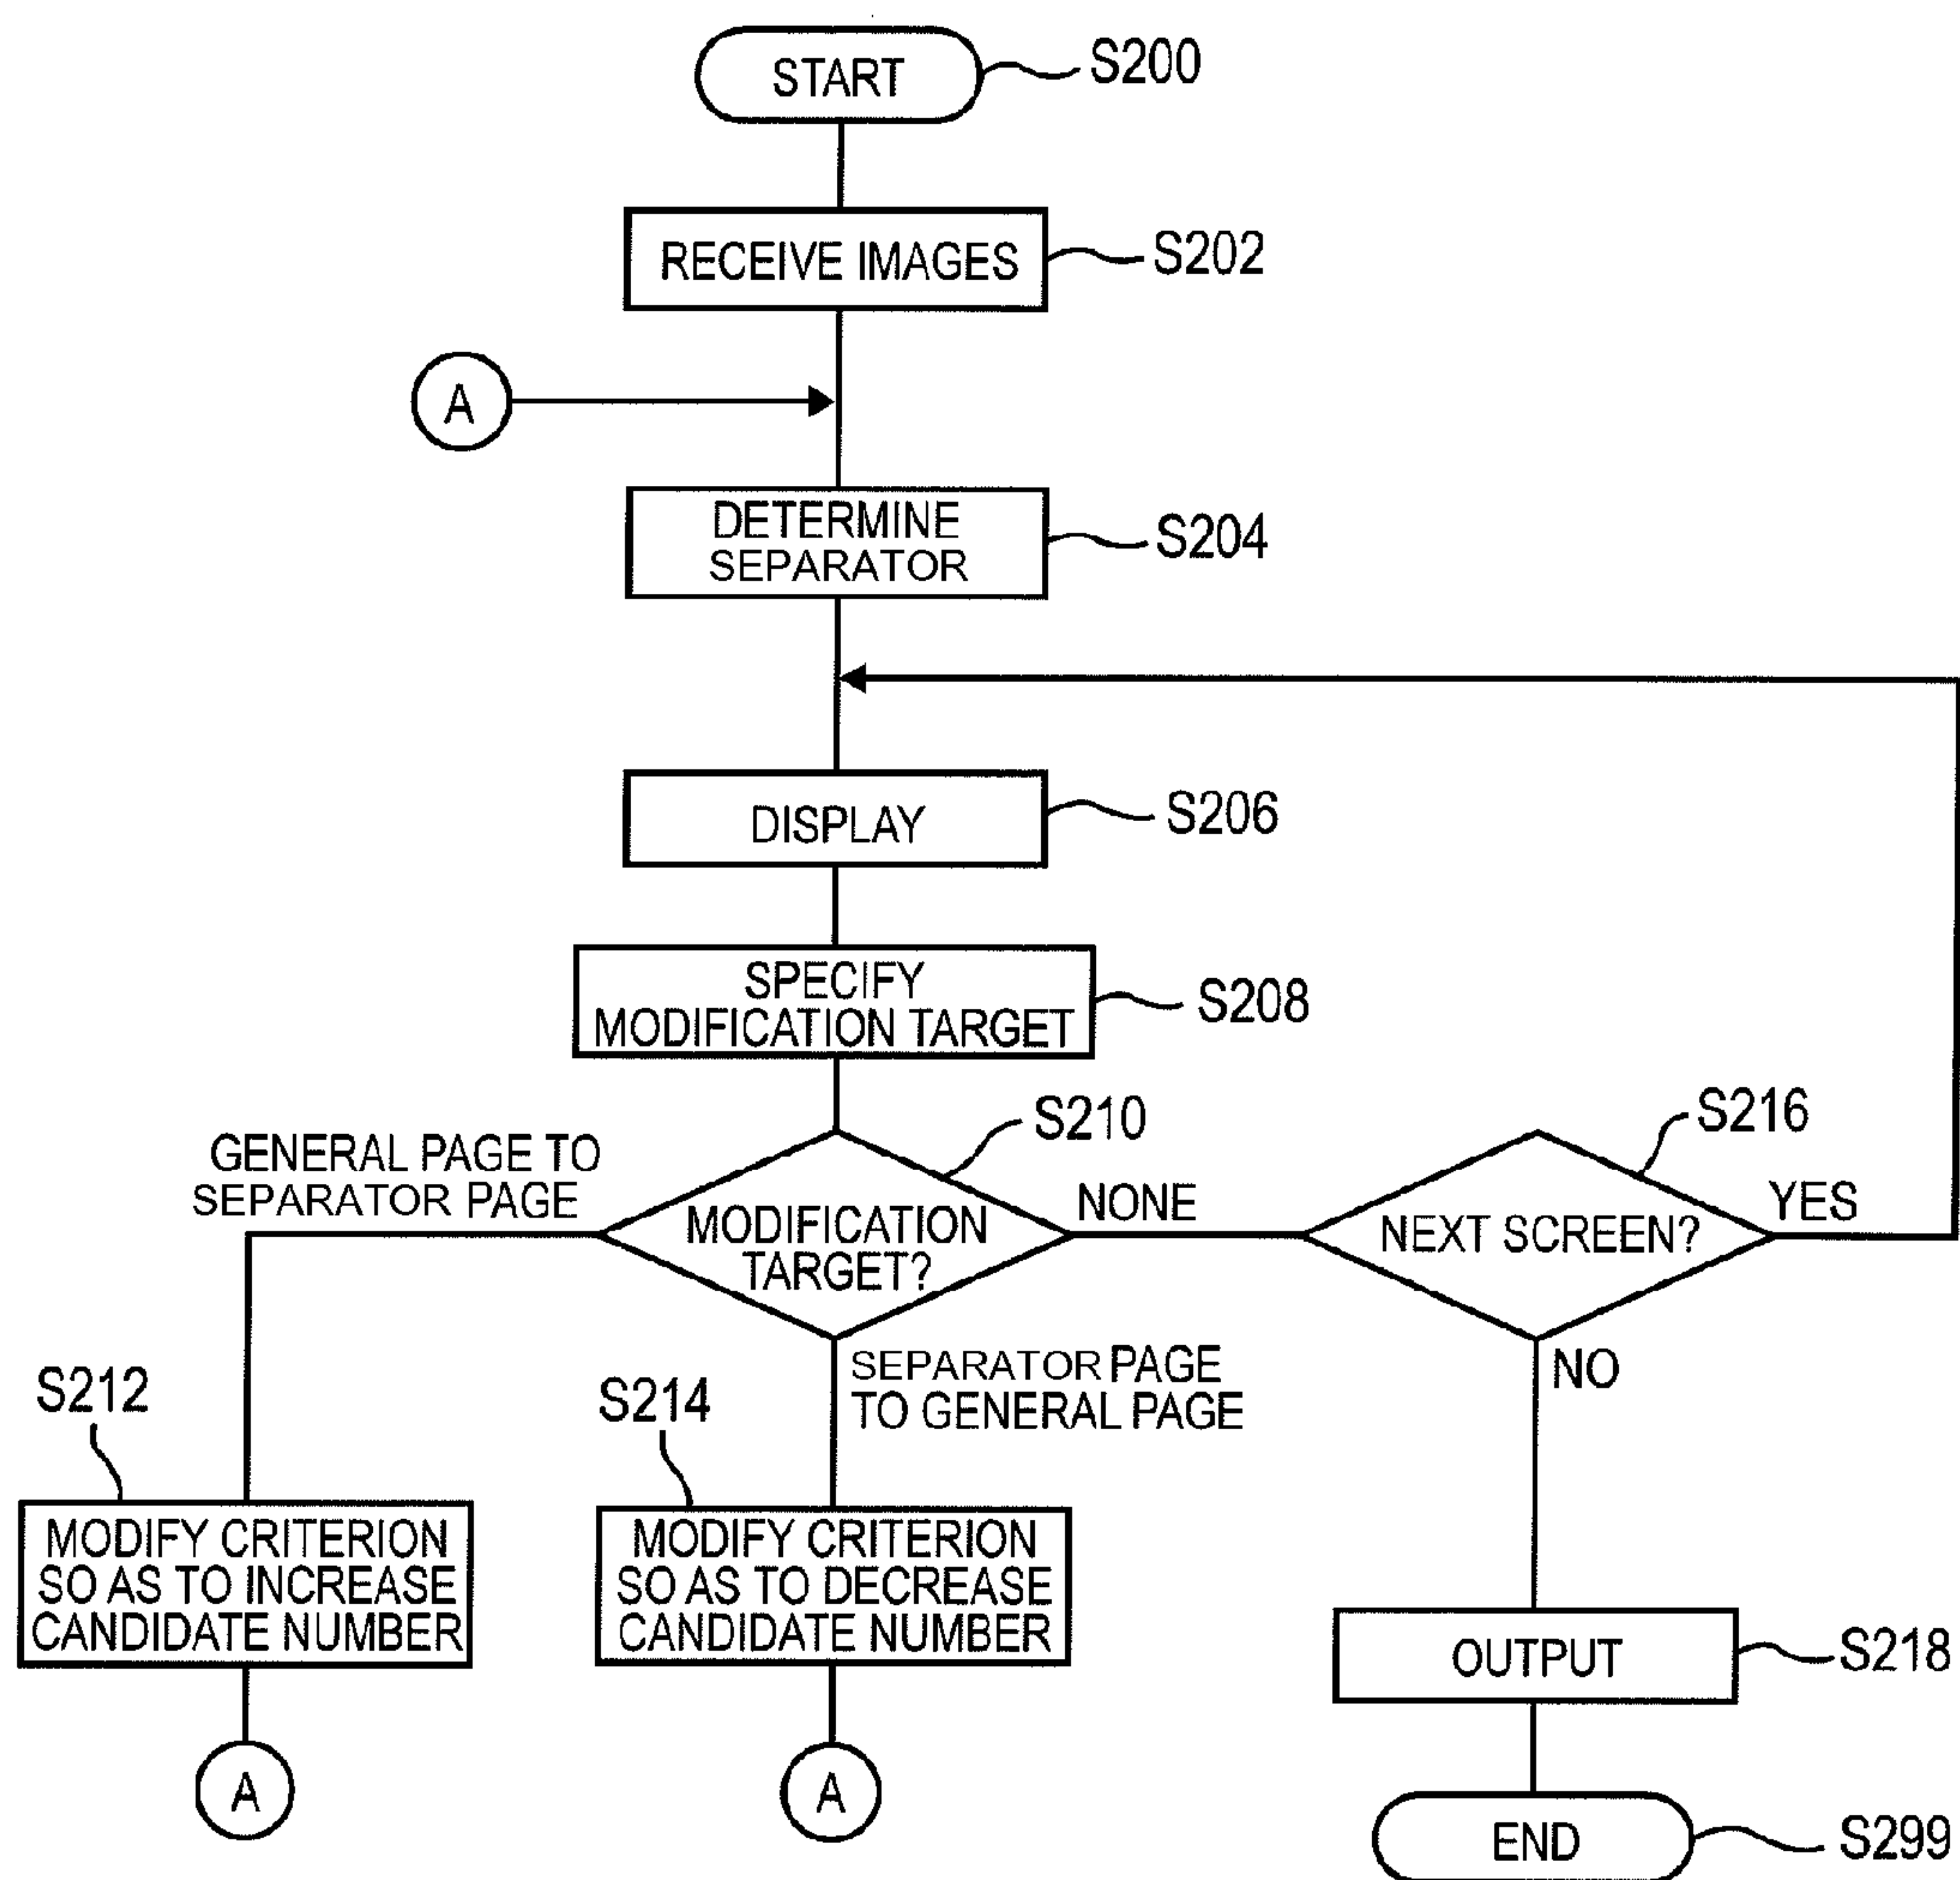 START
S200
RECEIVE IMAGES
S202
A
DETERMINE
SEPARATOR
S204
DISPLAY
S206
SPECIFY
MODIFICATION TARGET
S208
S210
S216
GENERAL PAGE TO
SEPARATOR PAGE
MODIFICATION
TARGET?
NONE
NEXT SCREEN?
YES
SEPARATOR PAGE
TO GENERAL PAGE
NO
S212
S214
MODIFY CRITERION
SO AS TO INCREASE
CANDIDATE NUMBER
MODIFY CRITERION
SO AS TO DECREASE
CANDIDATE NUMBER
OUTPUT
S218
A
A
END
S299